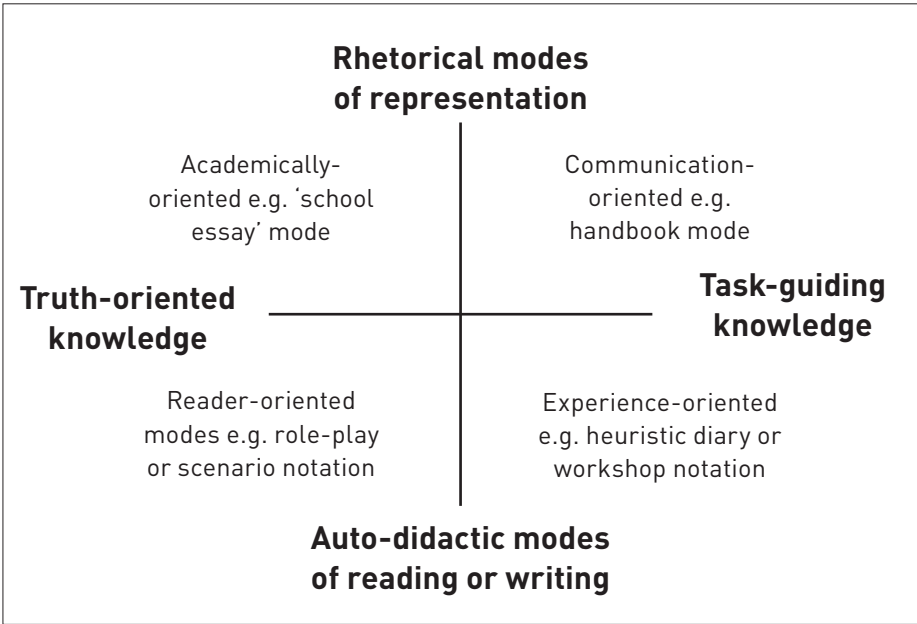 Rhetorical modes
of representation
Academically-
oriented e.g. ‘school
essay’ mode
Communication-
oriented e.g.
handbook mode
Truth-oriented
knowledge
Task-guiding
knowledge
Reader-oriented
modes e.g. role-play
or scenario notation
Experience-oriented
e.g. heuristic diary or
workshop notation
Auto-didactic modes
of reading or writing